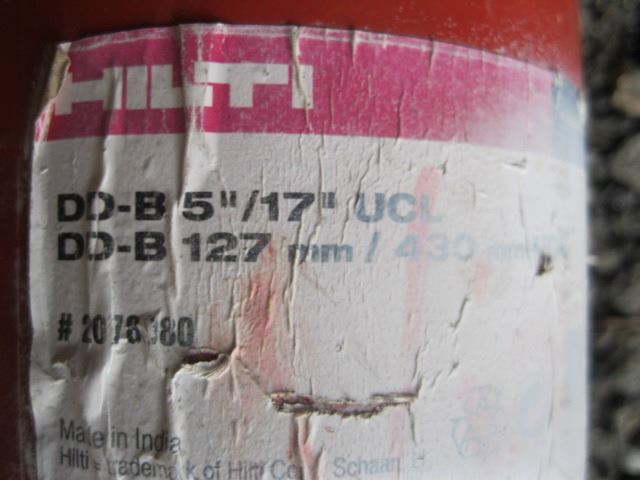 HILTI
DD-B 5"/17" UCL
DD-B 127 mm / 430 mm
#
Made in India
Hilti = trademark of Hilti Co Schaan